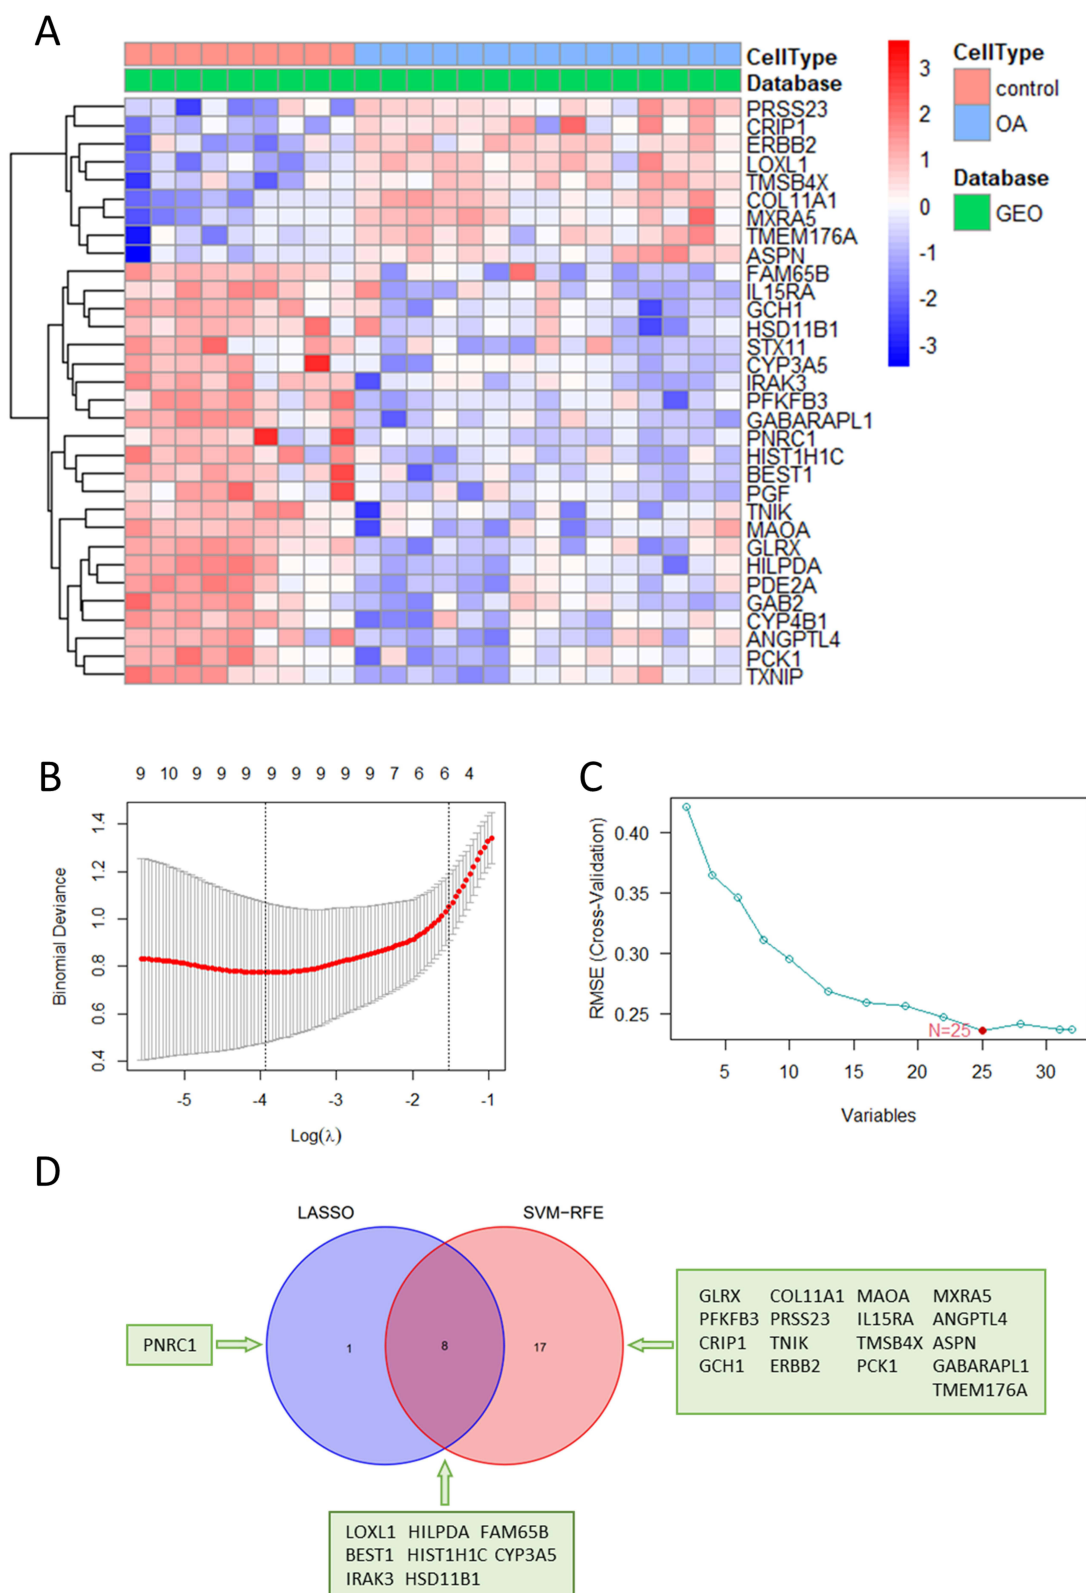 A
CellType
Database
PRSS23
CRIP1
ERBB2
LOXL1
TMSB4X
COL11A1
MXRA5
TMEM176A
ASPN
FAM65B
IL15RA
GCH1
HSD11B1
STX11
CYP3A5
IRAK3
PFKFB3
GABARAPL1
PNRC1
HIST1H1C
BEST1
PGF
TNIK
MAOA
GLRX
HILPDA
PDE2A
GAB2
CYP4B1
ANGPTL4
PCK1
TXNIP
3
2
1
0
-1
-2
-3
CellType
control
OA
Database
GEO
B
9 10 9 9 9 9 9 9 9 9 7 6 6 4
Binomial Deviance
1.4
1.2
1.0
0.8
0.6
0.4
-5 -4 -3 -2 -1
Log(λ)
C
RMSE (Cross-Validation)
0.40
0.35
0.30
0.25
N=25
5 10 15 20 25 30
Variables
D
LASSO SVM-RFE
PNRC1
1 8 17
GLRX COL11A1 MAOA MXRA5
PFKFB3 PRSS23 IL15RA ANGPTL4
CRIP1 TNIK TMSB4X ASPN
GCH1 ERBB2 PCK1 GABARAPL1
TMEM176A
LOXL1 HILPDA FAM65B
BEST1 HIST1H1C CYP3A5
IRAK3 HSD11B1